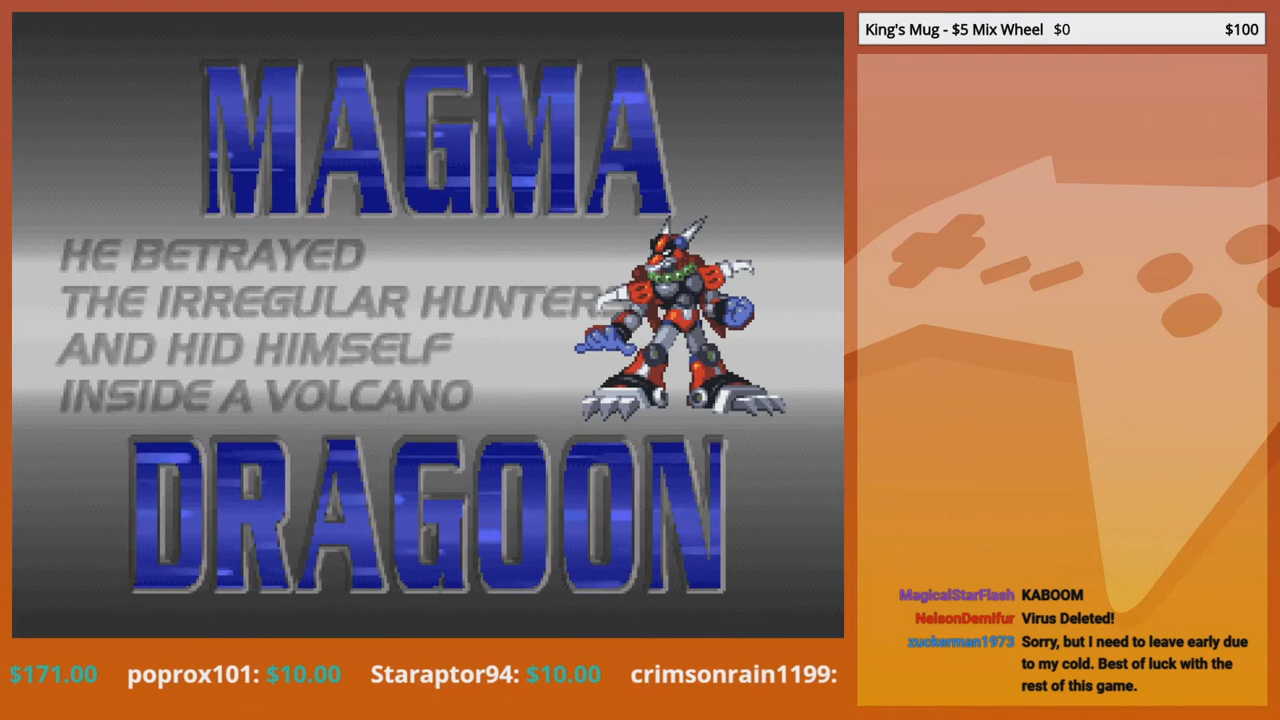 MAGMA
HE BETRAYED
THE IRREGULAR HUNTERS
AND HID HIMSELF
INSIDE A VOLCANO
DRAGOON
King's Mug - $5 Mix Wheel $0 $100
MagicalStarFlash KABOOM
NelsonDemifur Virus Deleted!
zuckerman1973 Sorry, but I need to leave early due
to my cold. Best of luck with the
rest of this game.
$171.00 poprox101: $10.00 Staraptor94: $10.00 crimsonrain1199: